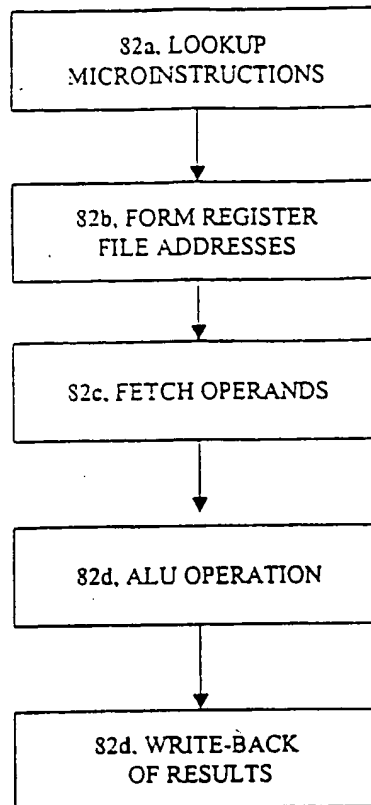 82a. LOOKUP
MICROINSTRUCTIONS
82b, FORM REGISTER
FILE ADDRESSES
82c. FETCH OPERANDS
82d, ALU OPERATION
82d. WRITE-BACK
OF RESULTS